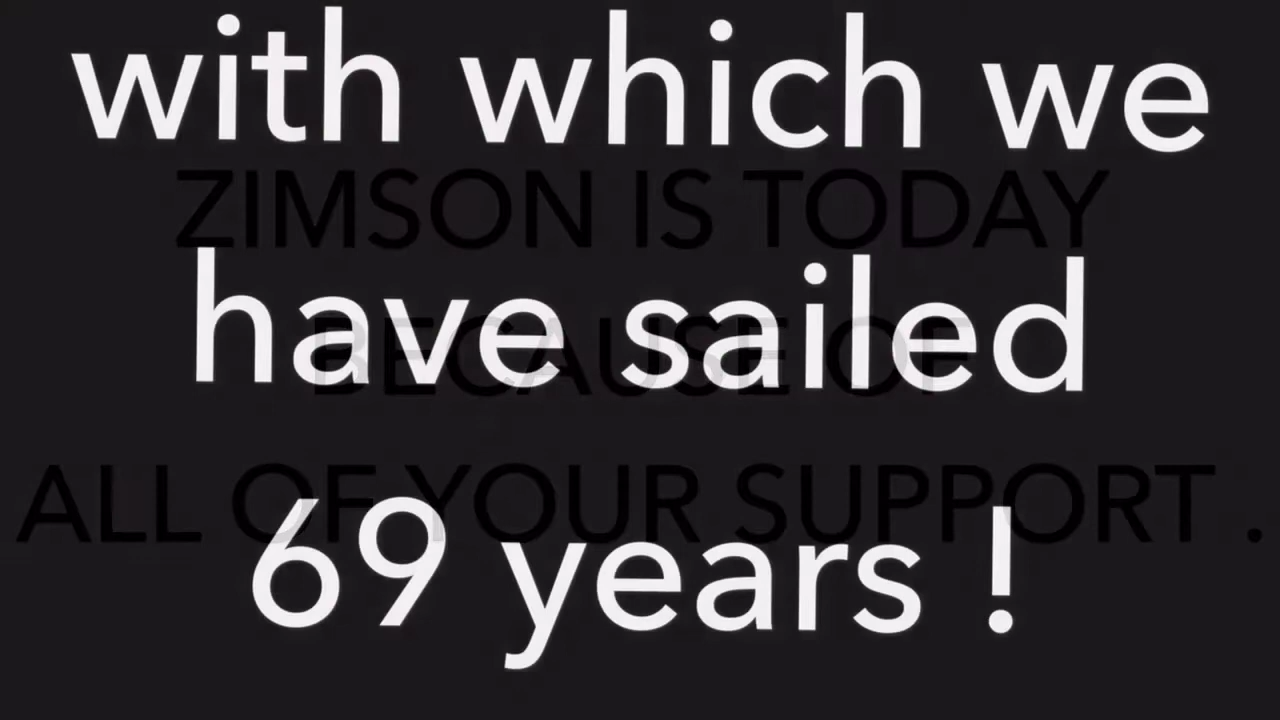 with which we
ZIMSON IS TODAY
have sailed
BECAUSE OF
ALL OF YOUR SUPPORT .
69 years !